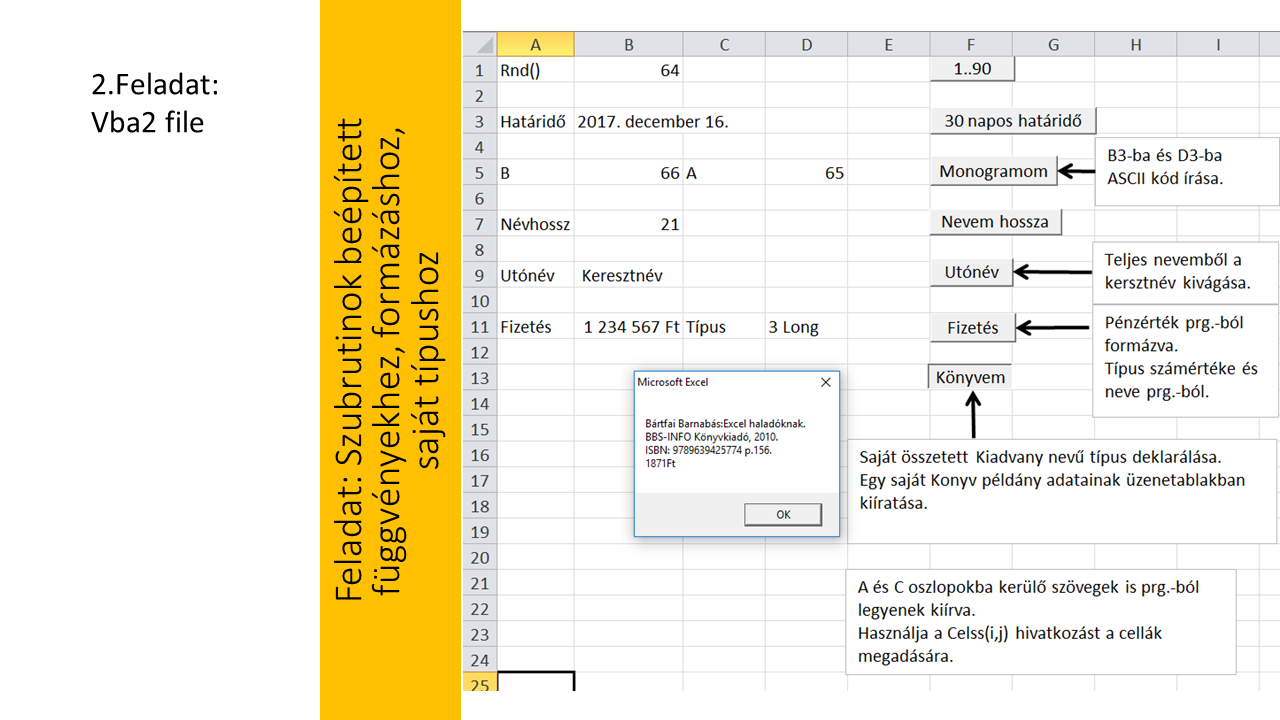 2.Feladat:
Vba2 file
Feladat: Szubrutinok beépített
függvényekhez, formázáshoz,
saját típushoz
A B C D E F G H I
1 Rnd() 64 1..90
2
3 Határidő 2017. december 16. 30 napos határidő
4
5 B 66 A 65 Monogramom
B3-ba és D3-ba
ASCII kód írása.
6
7 Névhossz 21 Nevem hossza
8
9 Utónév Keresztnév Utónév
Teljes nevemből a
kersztnév kivágása.
10
11 Fizetés 1 234 567 Ft Típus 3 Long Fizetés
Pénzérték prg.-ból
formázva.
Típus számértéke és
neve prg.-ból.
12
13 Könyvem
14
15
16
17
18
19
20
21
22
23
24
25
Microsoft Excel
Bártfai Barnabás:Excel haladóknak.
BBS-INFO Könyvkiadó, 2010.
ISBN: 9789639425774 p.156.
1871Ft
OK
Saját összetett Kiadvany nevű típus deklarálása.
Egy saját Konyv példány adatainak üzenetablakban
kiíratása.
A és C oszlopokba kerülő szövegek is prg.-ból
legyenek kiírva.
Használja a Celss(i,j) hivatkozást a cellák
megadására.